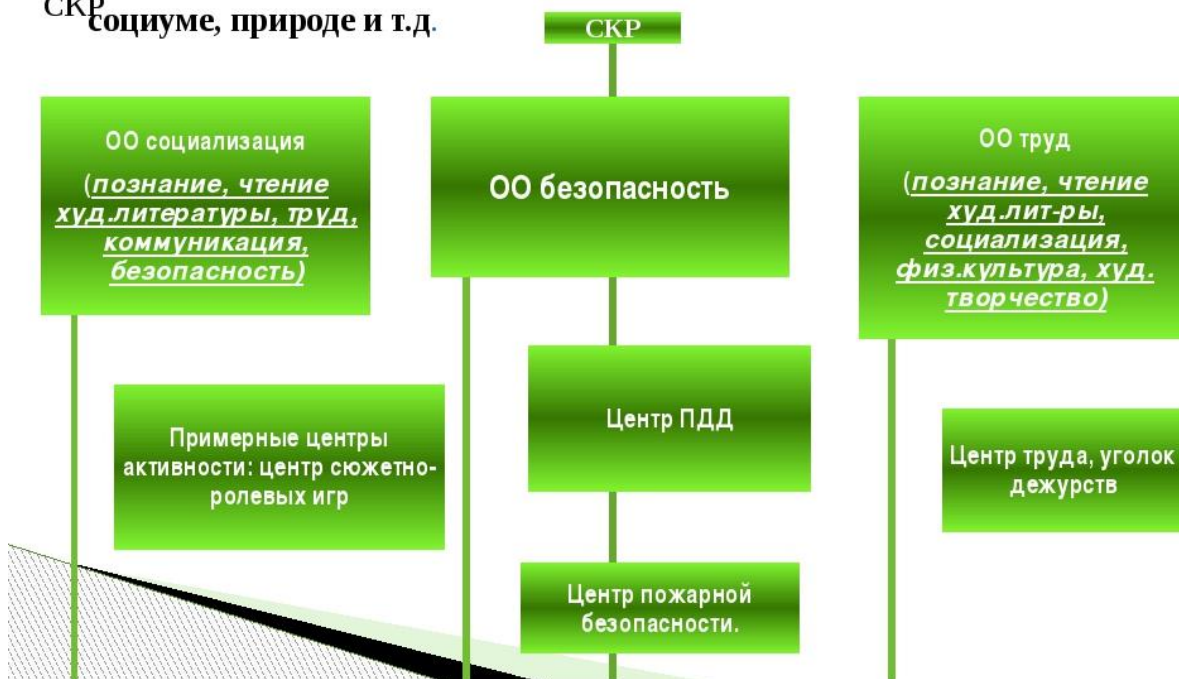 СКР
социуме, природе и т.д.
СКР
ОО социализация
(познание, чтение
худ.литературы, труд,
коммуникация,
безопасность)
ОО безопасность
ОО труд
(познание, чтение
худ.лит-ры,
социализация,
физ.культура, худ.
творчество)
Примерные центры
активности: центр сюжетно-
ролевых игр
Центр ПДД
Центр труда, уголок
дежурств
Центр пожарной
безопасности.